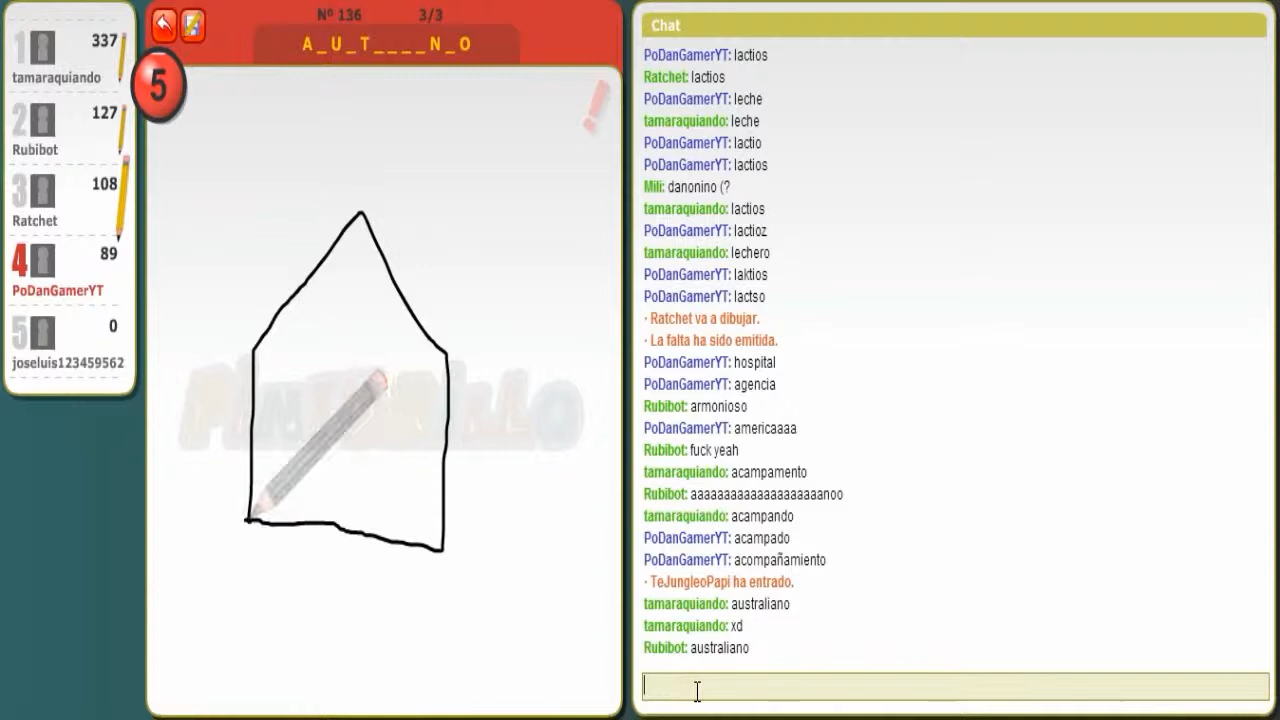 1 337
tamaraquiando
2 127
Rubibot
3 108
Ratchet
4 89
PoDanGamerYT
5 0
joseluis123459562
Nº 136 3/3
A_U_T____N_O
5
!
Chat
PoDanGamerYT: lactios
Ratchet: lactios
PoDanGamerYT: leche
tamaraquiando: leche
PoDanGamerYT: lactio
PoDanGamerYT: lactios
Mili: danonino (?
tamaraquiando: lactios
PoDanGamerYT: lactioz
tamaraquiando: lechero
PoDanGamerYT: laktios
PoDanGamerYT: lactso
· Ratchet va a dibujar.
· La falta ha sido emitida.
PoDanGamerYT: hospital
PoDanGamerYT: agencia
Rubibot: armonioso
PoDanGamerYT: americaaaa
Rubibot: fuck yeah
tamaraquiando: acampamento
Rubibot: aaaaaaaaaaaaaaaaaaaanoo
tamaraquiando: acampando
PoDanGamerYT: acampado
PoDanGamerYT: acompañamiento
· TeJungleoPapi ha entrado.
tamaraquiando: australiano
tamaraquiando: xd
Rubibot: australiano